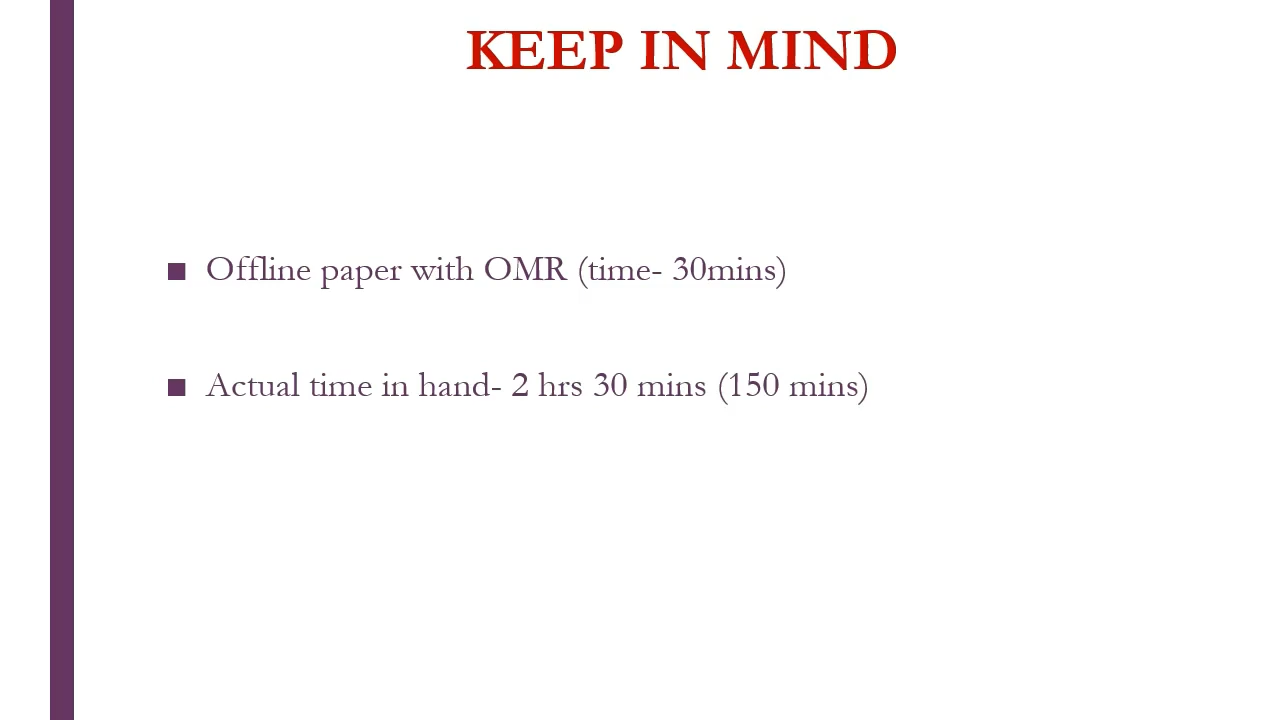 KEEP IN MIND
■ Offline paper with OMR (time- 30mins)
■ Actual time in hand- 2 hrs 30 mins (150 mins)